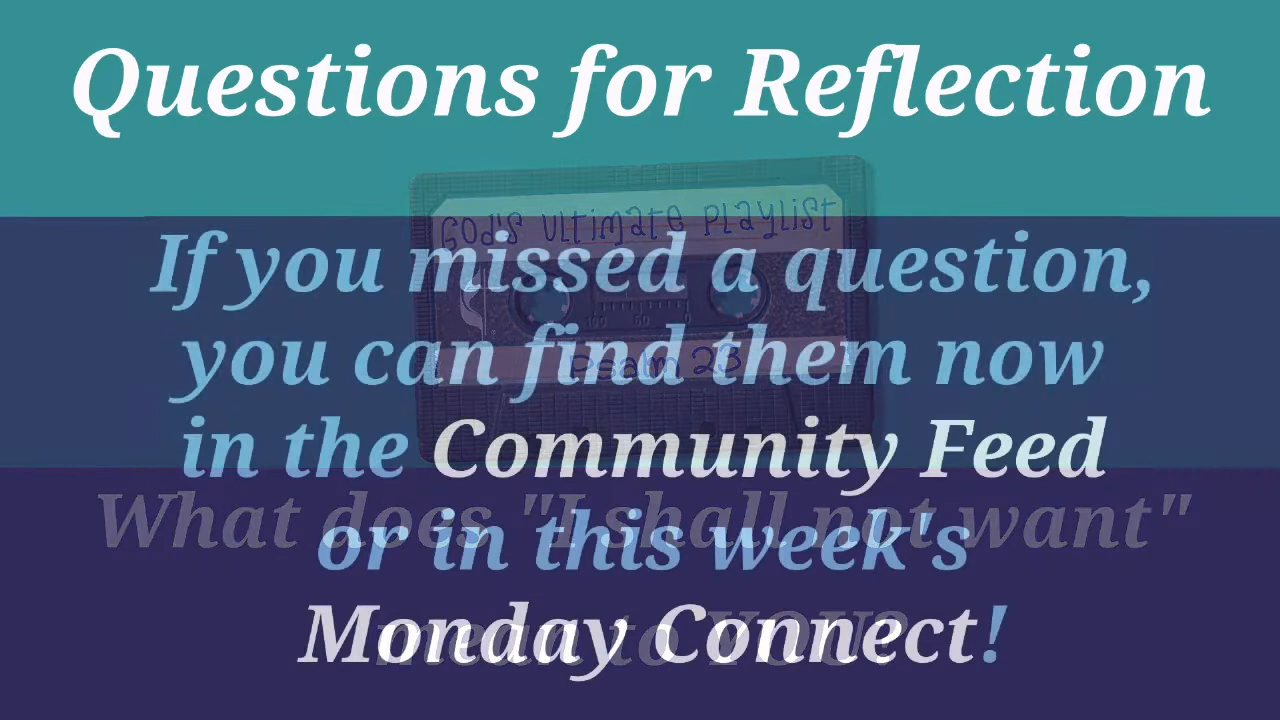 Questions for Reflection
God's Ultimate Playlist
If you missed a question,
you can find them now
Psalm 23
in the Community Feed
What does "I shall not want"
or in this week's
mean to YOU?
Monday Connect!